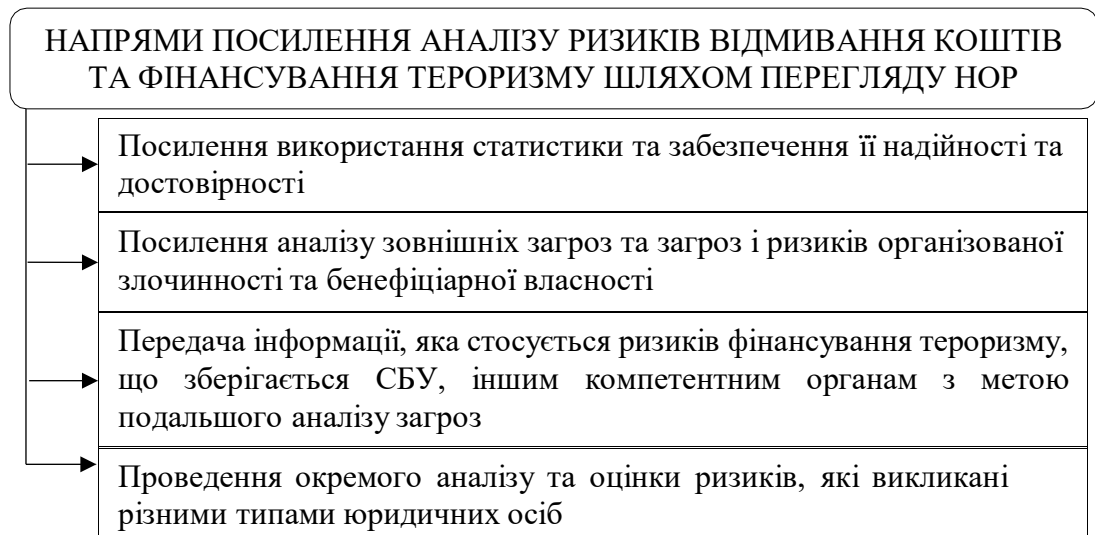 НАПРЯМИ ПОСИЛЕННЯ АНАЛІЗУ РИЗИКІВ ВІДМИВАННЯ КОШТІВ
ТА ФІНАНСУВАННЯ ТЕРОРИЗМУ ШЛЯХОМ ПЕРЕГЛЯДУ НОР
Посилення використання статистики та забезпечення її надійності та
достовірності
Посилення аналізу зовнішніх загроз та загроз і ризиків організованої
злочинності та бенефіціарної власності
Передача інформації, яка стосується ризиків фінансування тероризму,
що зберігається СБУ, іншим компетентним органам з метою
подальшого аналізу загроз
Проведення окремого аналізу та оцінки ризиків, які викликані
різними типами юридичних осіб